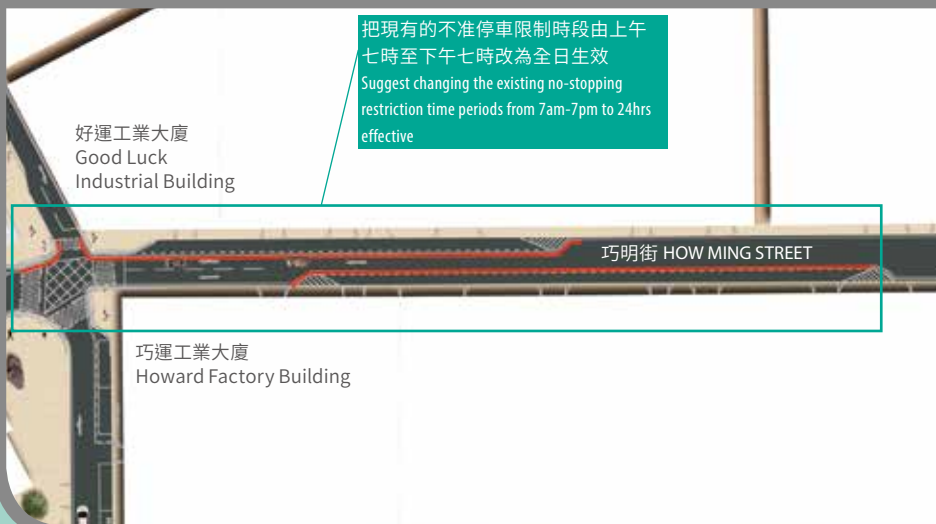 把現有的不准停車限制時段由上午
七時至下午七時改為全日生效
Suggest changing the existing no-stopping
restriction time periods from 7am-7pm to 24hrs
effective
好運工業大廈
Good Luck
Industrial Building
巧明街 HOW MING STREET
巧運工業大廈
Howard Factory Building